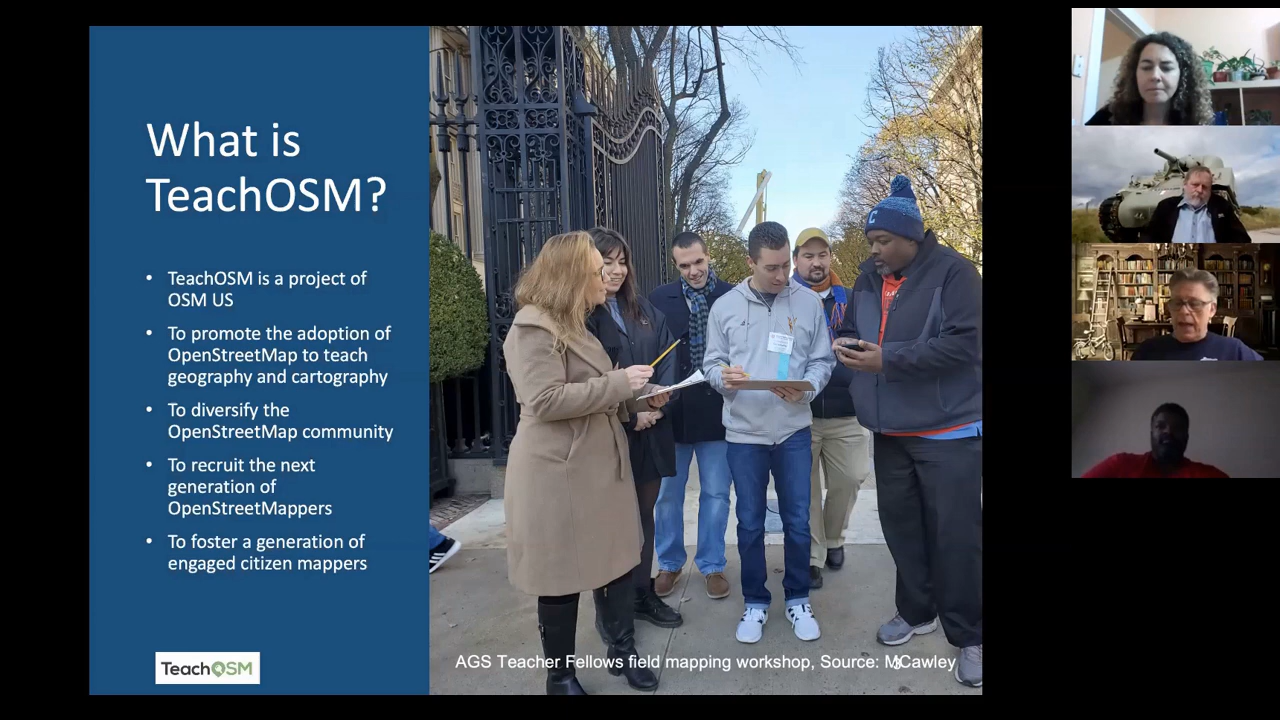 What is
TeachOSM?
• TeachOSM is a project of
OSM US
• To promote the adoption of
OpenStreetMap to teach
geography and cartography
• To diversify the
OpenStreetMap community
• To recruit the next
generation of
OpenStreetMappers
• To foster a generation of
engaged citizen mappers
TeachOSM
C
AGS Teacher Fellows field mapping workshop, Source: McCawley